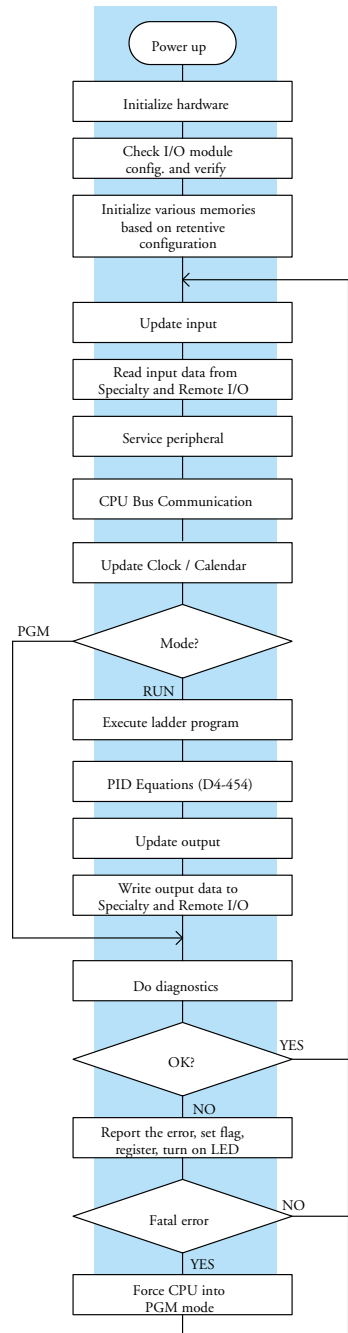 Power up
Initialize hardware
Check I/O module
config. and verify
Initialize various memories
based on retentive
configuration
Update input
Read input data from
Specialty and Remote I/O
Service peripheral
CPU Bus Communication
Update Clock / Calendar
PGM
Mode?
RUN
Execute ladder program
PID Equations (D4-454)
Update output
Write output data to
Specialty and Remote I/O
Do diagnostics
YES
OK?
NO
Report the error, set flag,
register, turn on LED
NO
Fatal error
YES
Force CPU into
PGM mode